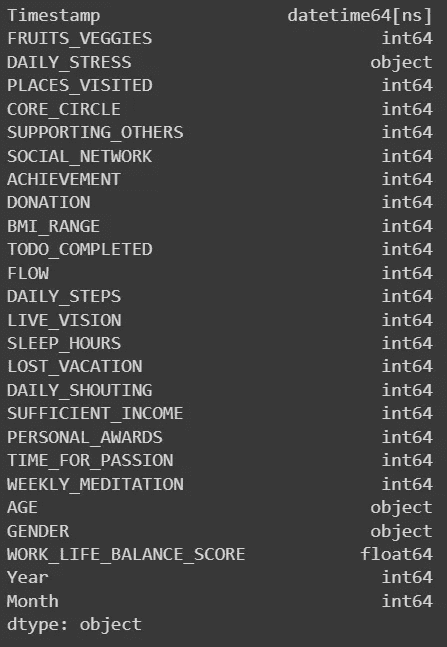 Timestamp datetime64[ns]
FRUITS_VEGGIES int64
DAILY_STRESS object
PLACES_VISITED int64
CORE_CIRCLE int64
SUPPORTING_OTHERS int64
SOCIAL_NETWORK int64
ACHIEVEMENT int64
DONATION int64
BMI_RANGE int64
TODO_COMPLETED int64
FLOW int64
DAILY_STEPS int64
LIVE_VISION int64
SLEEP_HOURS int64
LOST_VACATION int64
DAILY_SHOUTING int64
SUFFICIENT_INCOME int64
PERSONAL_AWARDS int64
TIME_FOR_PASSION int64
WEEKLY_MEDITATION int64
AGE object
GENDER object
WORK_LIFE_BALANCE_SCORE float64
Year int64
Month int64
dtype: object